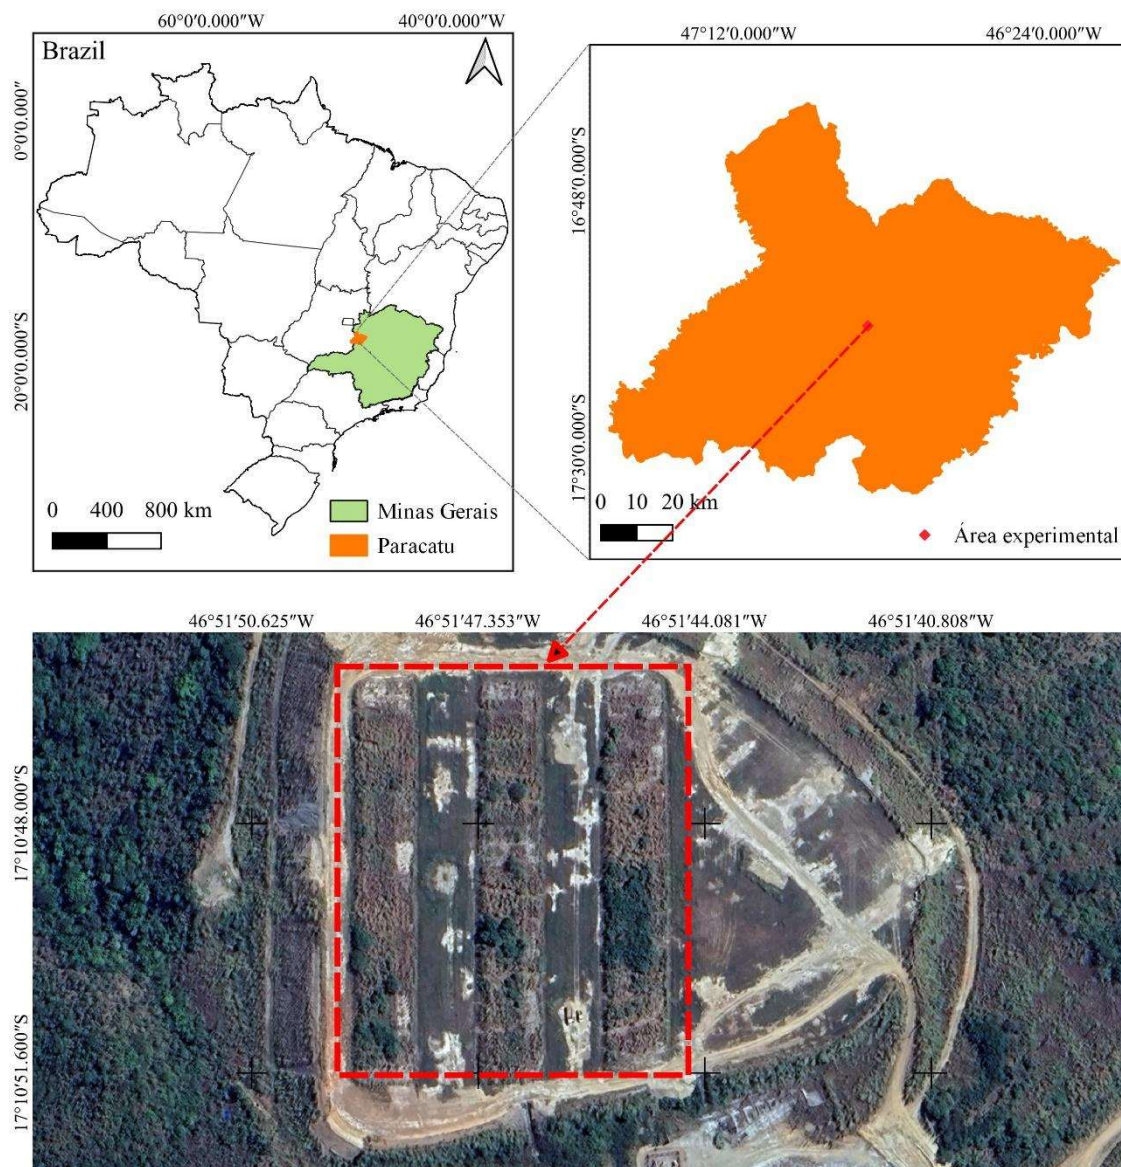 60°0'0.000"W 40°0'0.000"W
Brazil
0°0'0.000"
20°0'0.000"S
0 400 800 km
Minas Gerais
Paracatu
47°12'0.000"W 46°24'0.000"W
16°48'0.000"S
17°30'0.000"S
0 10 20 km
Área experimental
46°51'50.625"W 46°51'47.353"W 46°51'44.081"W 46°51'40.808"W
17°10'48.000"S
17°10'51.600"S